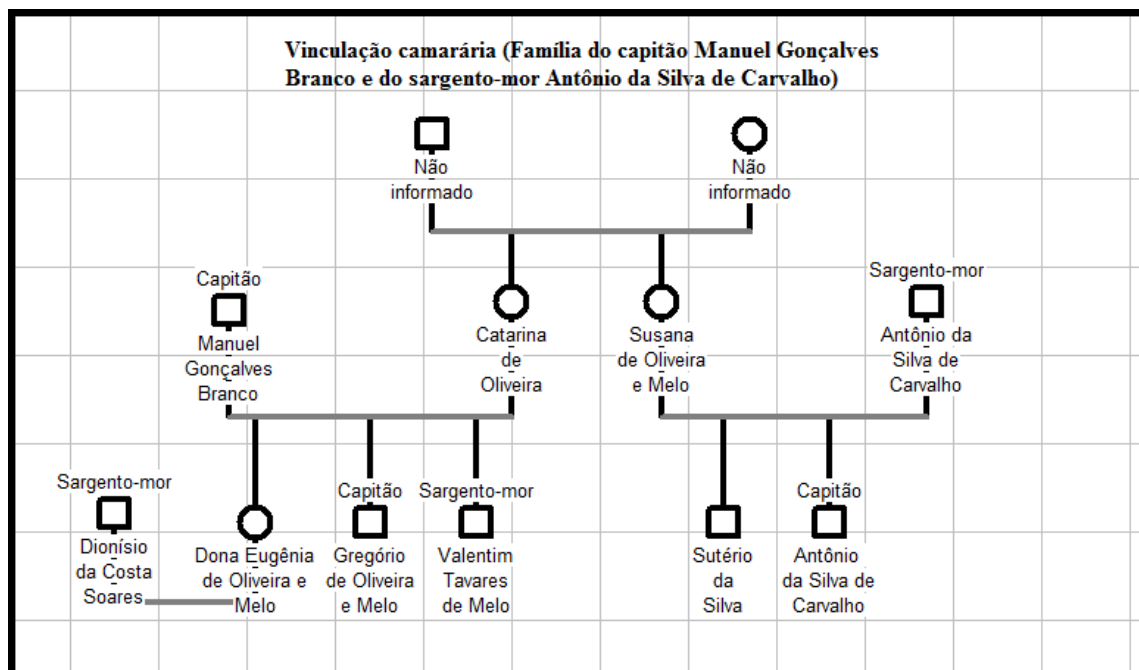 Vinculação camarária (Família do capitão Manuel Gonçalves
Branco e do sargento-mor Antônio da Silva de Carvalho)
Não
informado
Não
informado
Capitão
Manuel
Gonçalves
Branco
Catarina
de
Oliveira
Susana
de Oliveira
e Melo
Sargento-mor
Antônio da
Silva de
Carvalho
Sargento-mor
Dionísio
da Costa
Soares
Dona Eugênia
de Oliveira e
Melo
Capitão
Gregório
de Oliveira
e Melo
Sargento-mor
Valentim
Tavares
de Melo
Sutério
da
Silva
Capitão
Antônio
da Silva de
Carvalho